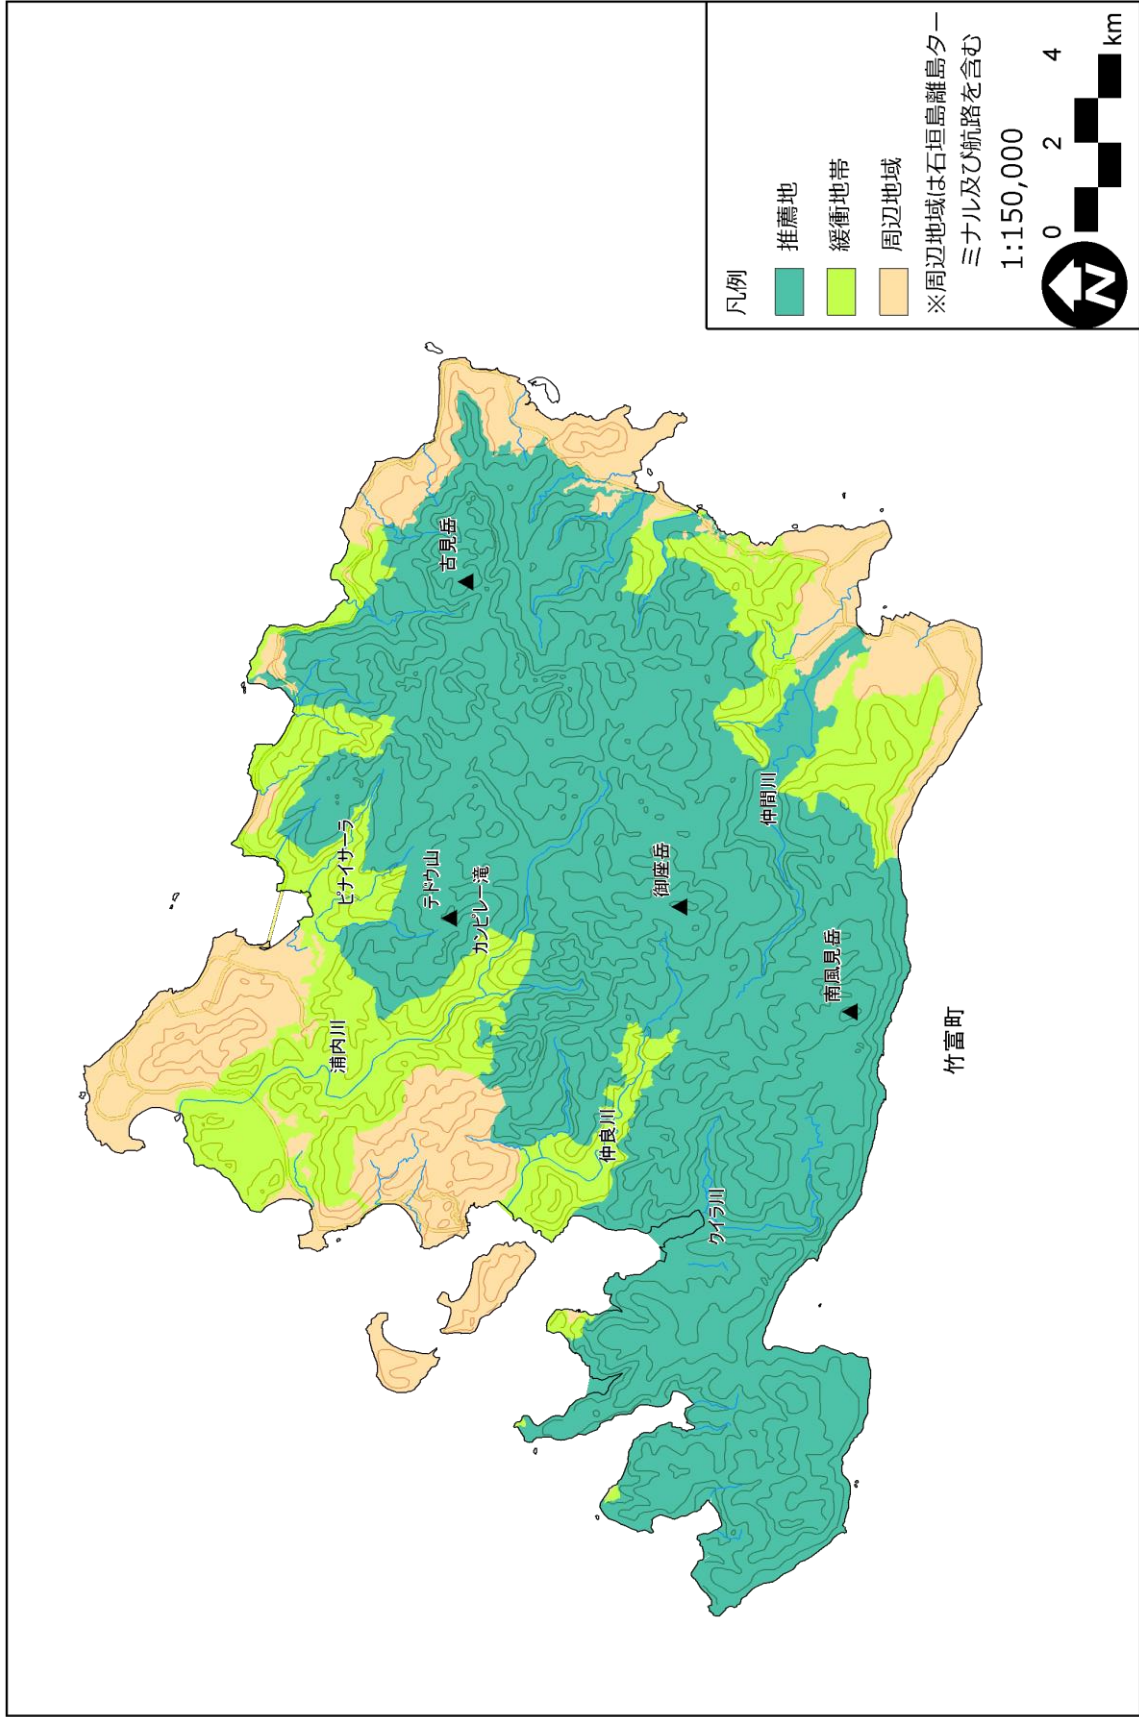 古見岳
ピナイサーラ
テドウ山
カンピレー滝
浦内川
御座岳
仲間川
仲良川
南風見岳
クイラ川
竹富町
凡例
推薦地
緩衝地帯
周辺地域
※周辺地域は石垣島離島ター
ミナル及び航路を含む
1:150,000
0 2 4
km
N